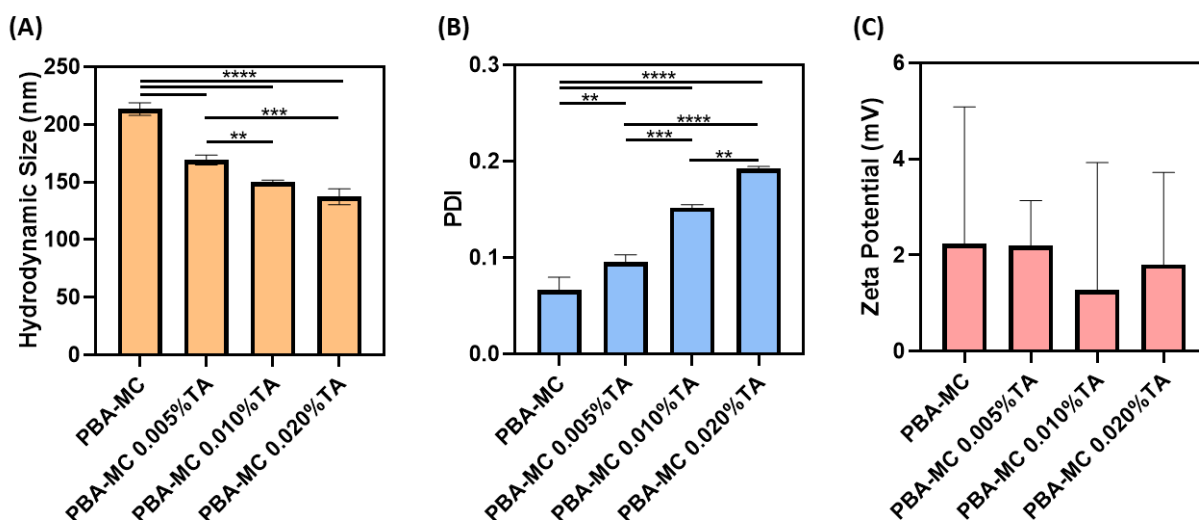 (A)
Hydrodynamic Size (nm)
250
200
150
100
50
0
****
***
**
PBA-MC
PBA-MC 0.005%TA
PBA-MC 0.010%TA
PBA-MC 0.020%TA
(B)
PDI
0.3
0.2
0.1
0.0
****
**
****
***
**
PBA-MC
PBA-MC 0.005%TA
PBA-MC 0.010%TA
PBA-MC 0.020%TA
(C)
Zeta Potential (mV)
6
4
2
0
PBA-MC
PBA-MC 0.005%TA
PBA-MC 0.010%TA
PBA-MC 0.020%TA